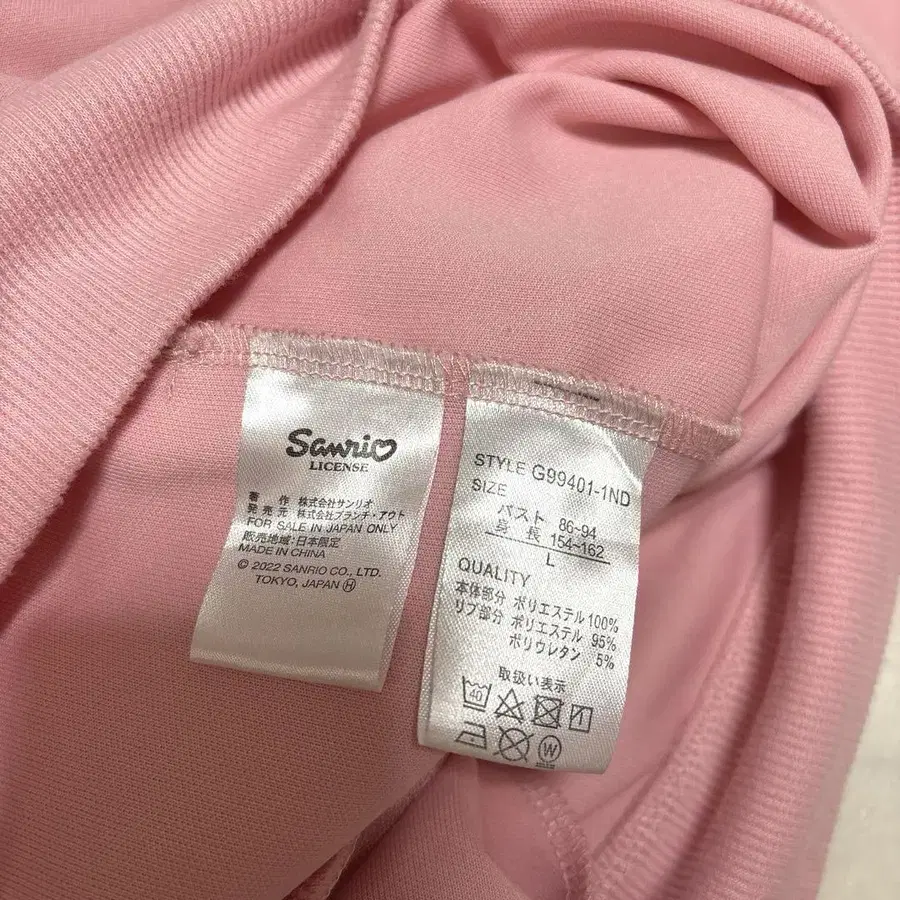 Sanrio
LICENSE
著 作 株式会社サンリオ
発 売 元 株式会社ブランチ・アウト
FOR SALE IN JAPAN ONLY
販売地域:日本限定
MADE IN CHINA
© 2022 SANRIO CO., LTD.
TOKYO, JAPAN Ⓗ
STYLE G99401-1ND
SIZE
バスト 86~94
身 長 154~162
L
QUALITY
本体部分 ポリエステル 100%
リブ部分 ポリエステル 95%
ポリウレタン 5%
取扱い表示
40
W